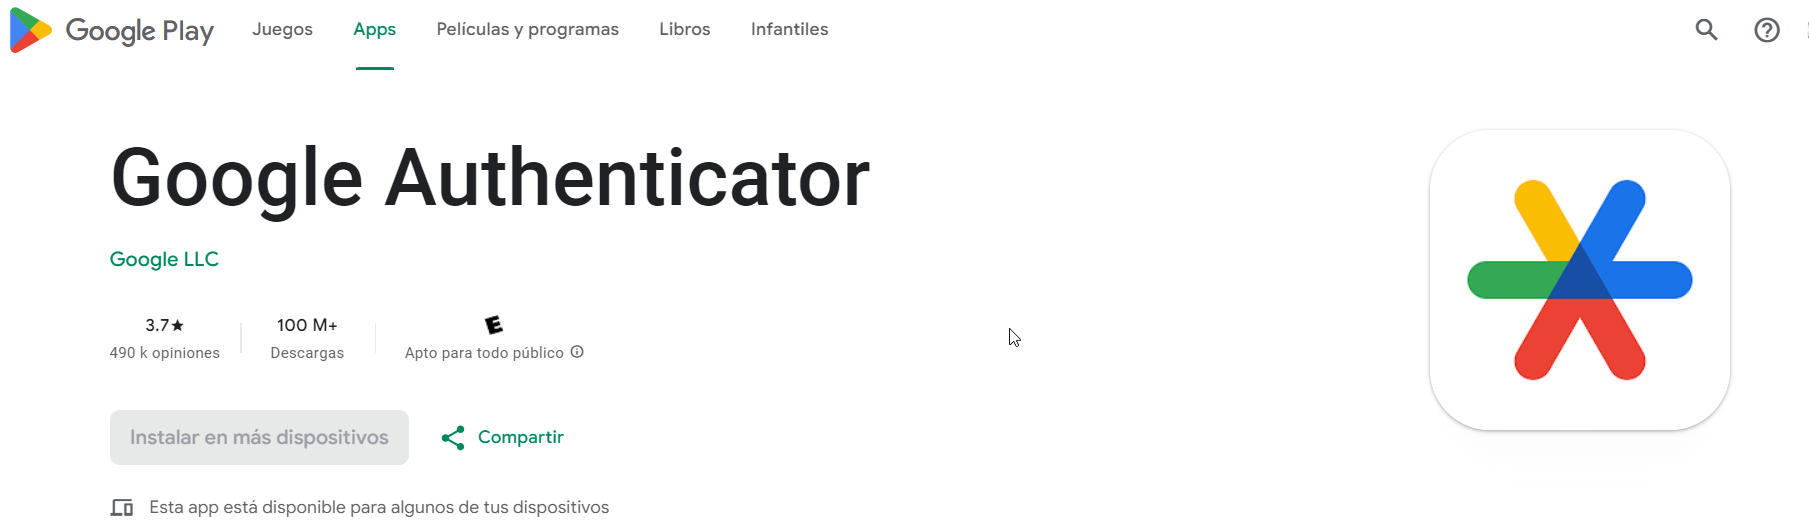 Google Play Juegos Apps Películas y programas Libros Infantiles
Google Authenticator
Google LLC
3.7★ 100 M+ E
490 k opiniones Descargas Apto para todo público
Instalar en más dispositivos Compartir
Esta app está disponible para algunos de tus dispositivos